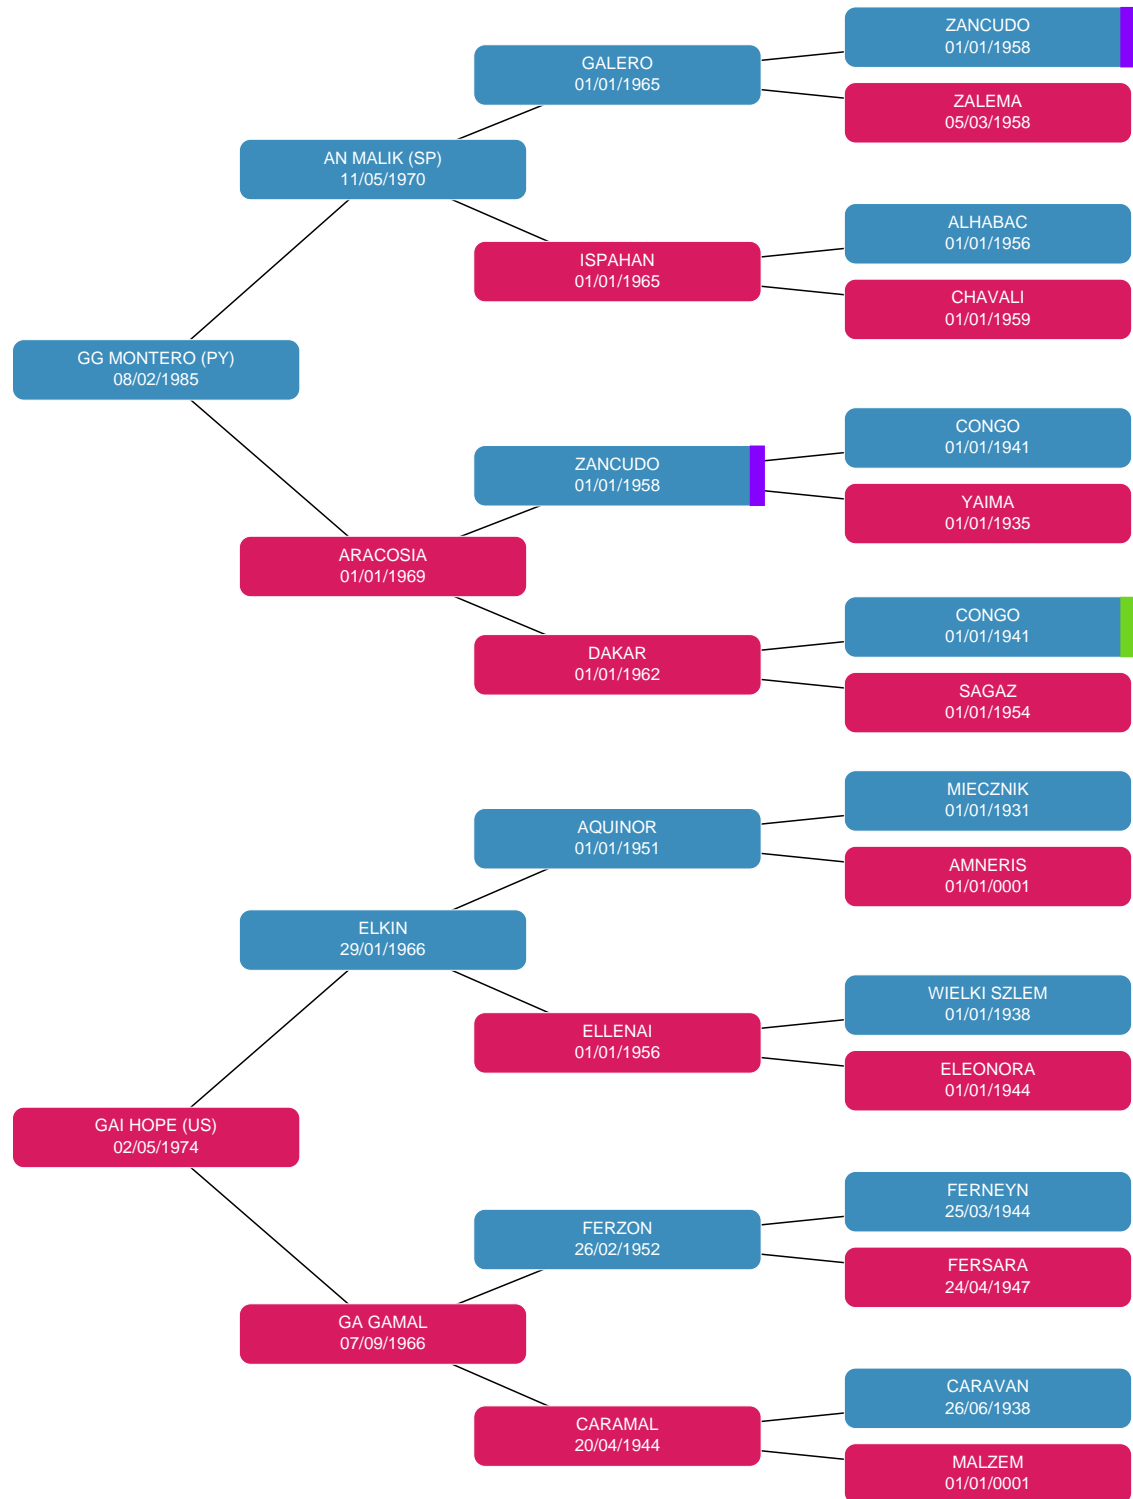 ZANCUDO
01/01/1958
GALERO
01/01/1965
ZALEMA
05/03/1958
AN MALIK (SP)
11/05/1970
ALHABAC
01/01/1956
ISPAHAN
01/01/1965
CHAVALI
01/01/1959
GG MONTERO (PY)
08/02/1985
CONGO
01/01/1941
ZANCUDO
01/01/1958
YAIMA
01/01/1935
ARACOSIA
01/01/1969
CONGO
01/01/1941
DAKAR
01/01/1962
SAGAZ
01/01/1954
MIECZNIK
01/01/1931
AQUINOR
01/01/1951
AMNERIS
01/01/0001
ELKIN
29/01/1966
WIELKI SZLEM
01/01/1938
ELLENAI
01/01/1956
ELEONORA
01/01/1944
GAI HOPE (US)
02/05/1974
FERNEYN
25/03/1944
FERZON
26/02/1952
FERSARA
24/04/1947
GA GAMAL
07/09/1966
CARAVAN
26/06/1938
CARAMAL
20/04/1944
MALZEM
01/01/0001